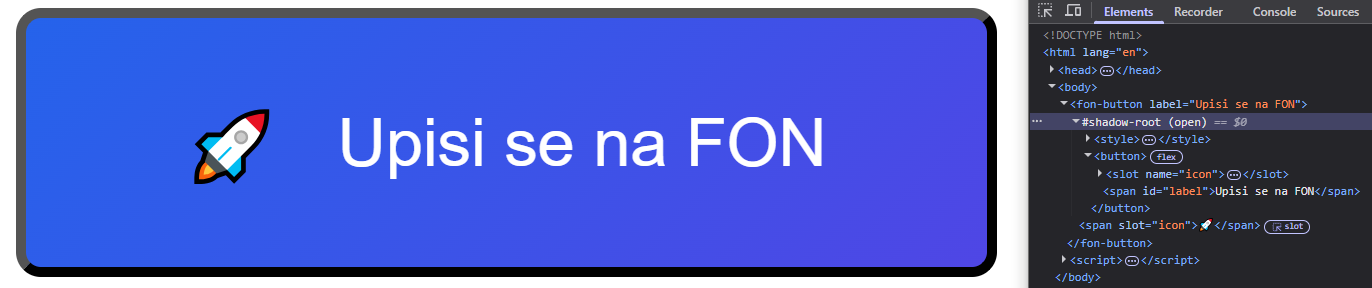 Upisi se na FON
Elements Recorder Console Sources
<!DOCTYPE html>
<html lang="en">
<head>…</head>
<body>
<fon-button label="Upisi se na FON">
… #shadow-root (open) == $0
<style>…</style>
<button> flex
<slot name="icon">…</slot>
<span id="label">Upisi se na FON</span>
</button>
<span slot="icon">🚀</span> slot
</fon-button>
<script>…</script>
</body>